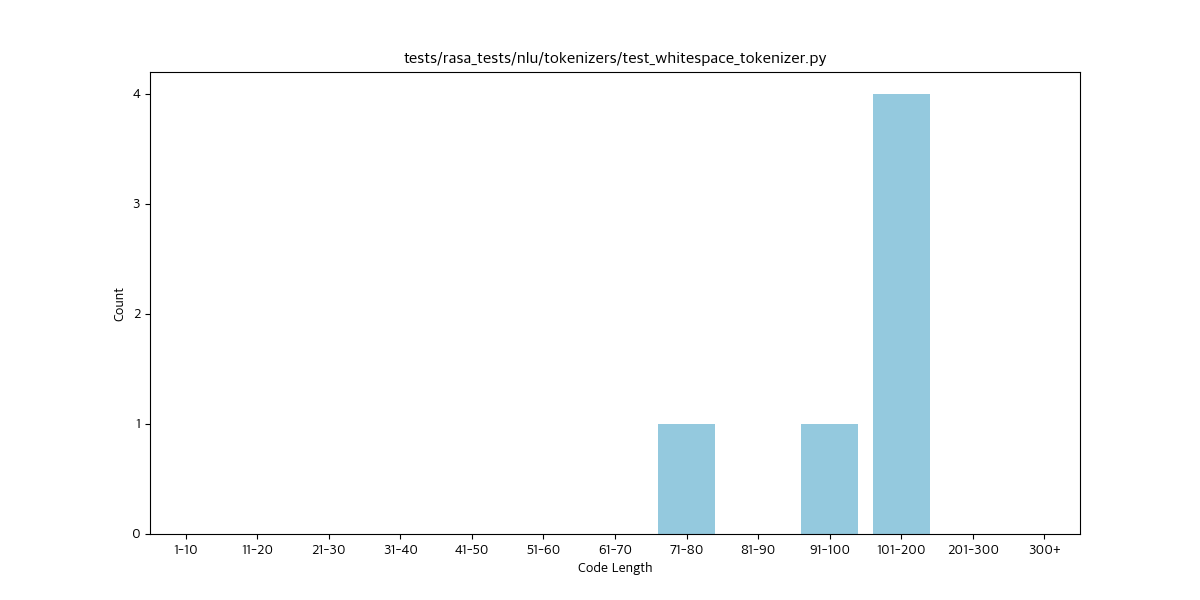 tests/rasa_tests/nlu/tokenizers/test_whitespace_tokenizer.py
4
3
2
1
0
Count
1-10 11-20 21-30 31-40 41-50 51-60 61-70 71-80 81-90 91-100 101-200 201-300 300+
Code Length